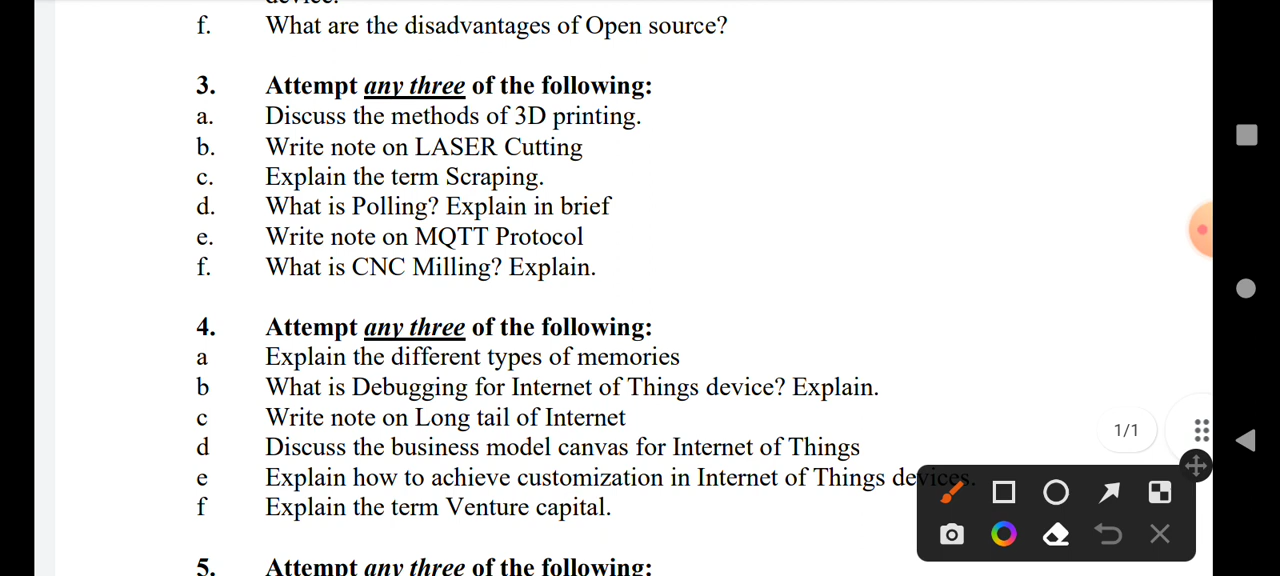 f. What are the disadvantages of Open source?
3. Attempt any three of the following:
a. Discuss the methods of 3D printing.
b. Write note on LASER Cutting
c. Explain the term Scraping.
d. What is Polling? Explain in brief
e. Write note on MQTT Protocol
f. What is CNC Milling? Explain.
4. Attempt any three of the following:
a Explain the different types of memories
b What is Debugging for Internet of Things device? Explain.
c Write note on Long tail of Internet
1/1
d Discuss the business model canvas for Internet of Things
e Explain how to achieve customization in Internet of Things devices.
f Explain the term Venture capital.
5. Attempt any three of the following: